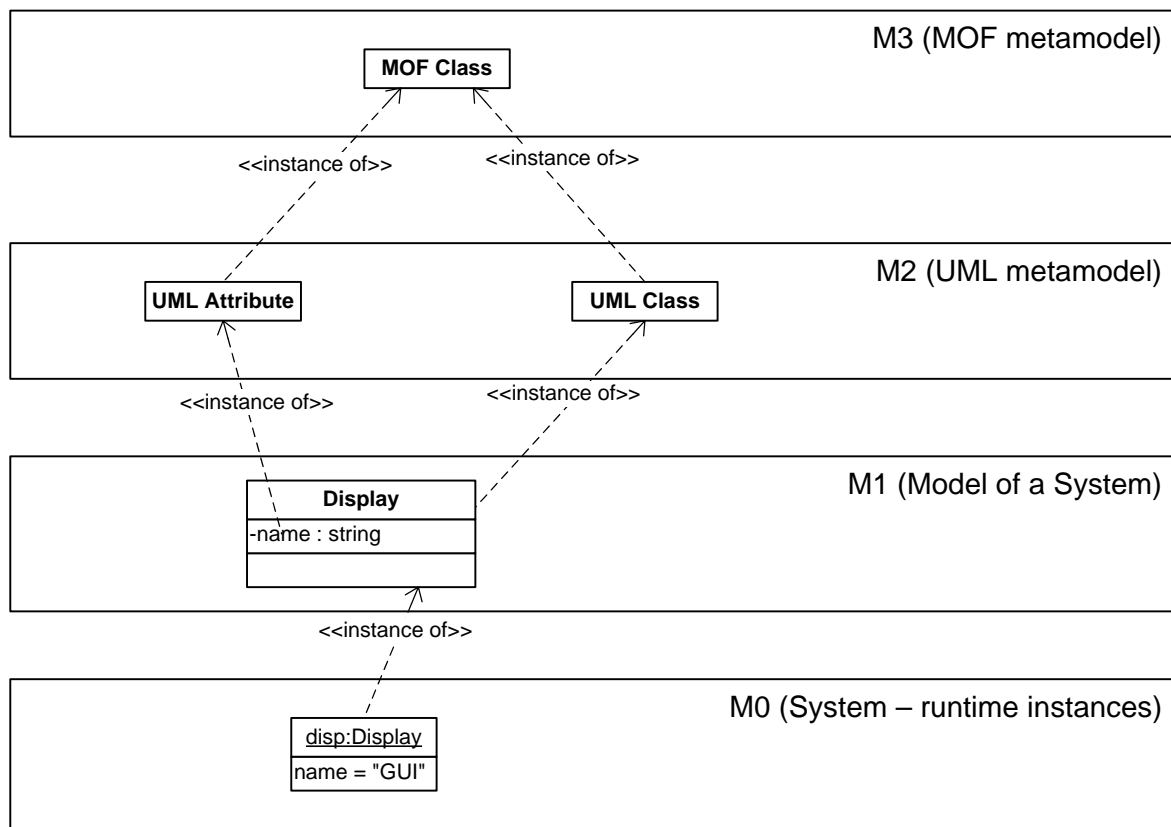 M3 (MOF metamodel)
MOF Class
<<instance of>>
<<instance of>>
M2 (UML metamodel)
UML Attribute
UML Class
<<instance of>>
<<instance of>>
M1 (Model of a System)
Display
-name : string
<<instance of>>
M0 (System – runtime instances)
disp:Display
name = "GUI"